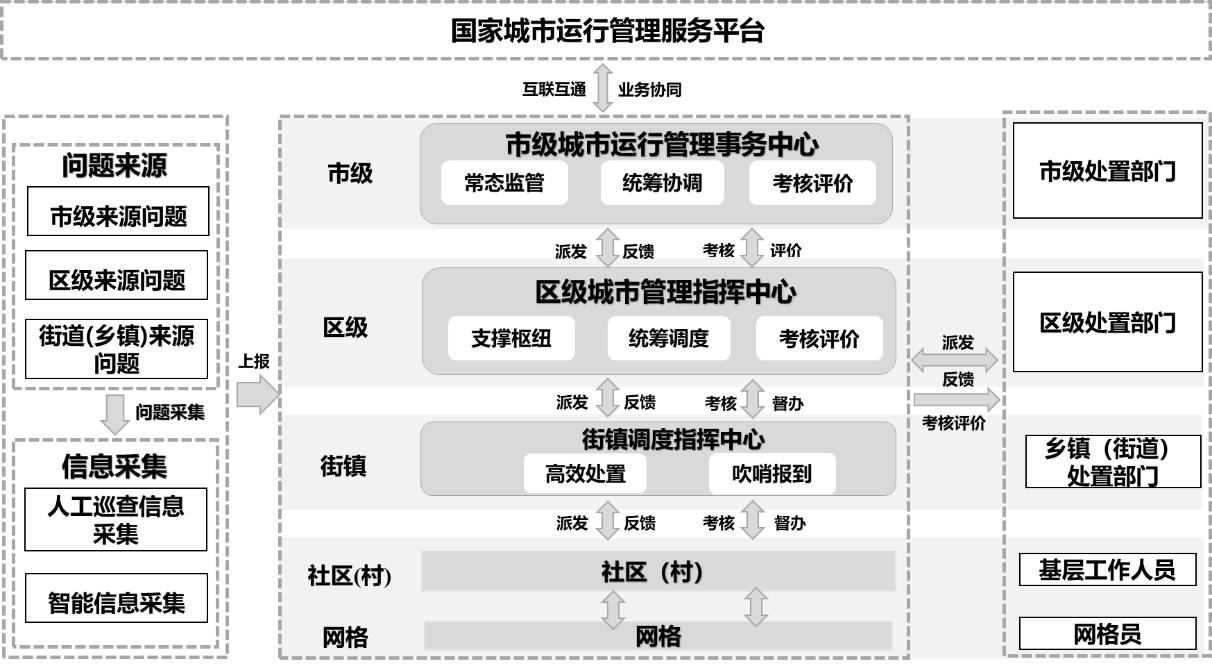 国家城市运行管理服务平台
互联互通 业务协同
问题来源
市级来源问题
区级来源问题
街道(乡镇)来源
问题
问题采集
信息采集
人工巡查信息
采集
智能信息采集
上报
市级
市级城市运行管理事务中心
常态监管 统筹协调 考核评价
派发 反馈 考核 评价
区级
区级城市管理指挥中心
支撑枢纽 统筹调度 考核评价
派发 反馈 考核 督办
街镇
街镇调度指挥中心
高效处置 吹哨报到
派发 反馈 考核 督办
社区(村)
社区（村）
网格
网格
派发
反馈
考核评价
市级处置部门
区级处置部门
乡镇（街道）
处置部门
基层工作人员
网格员